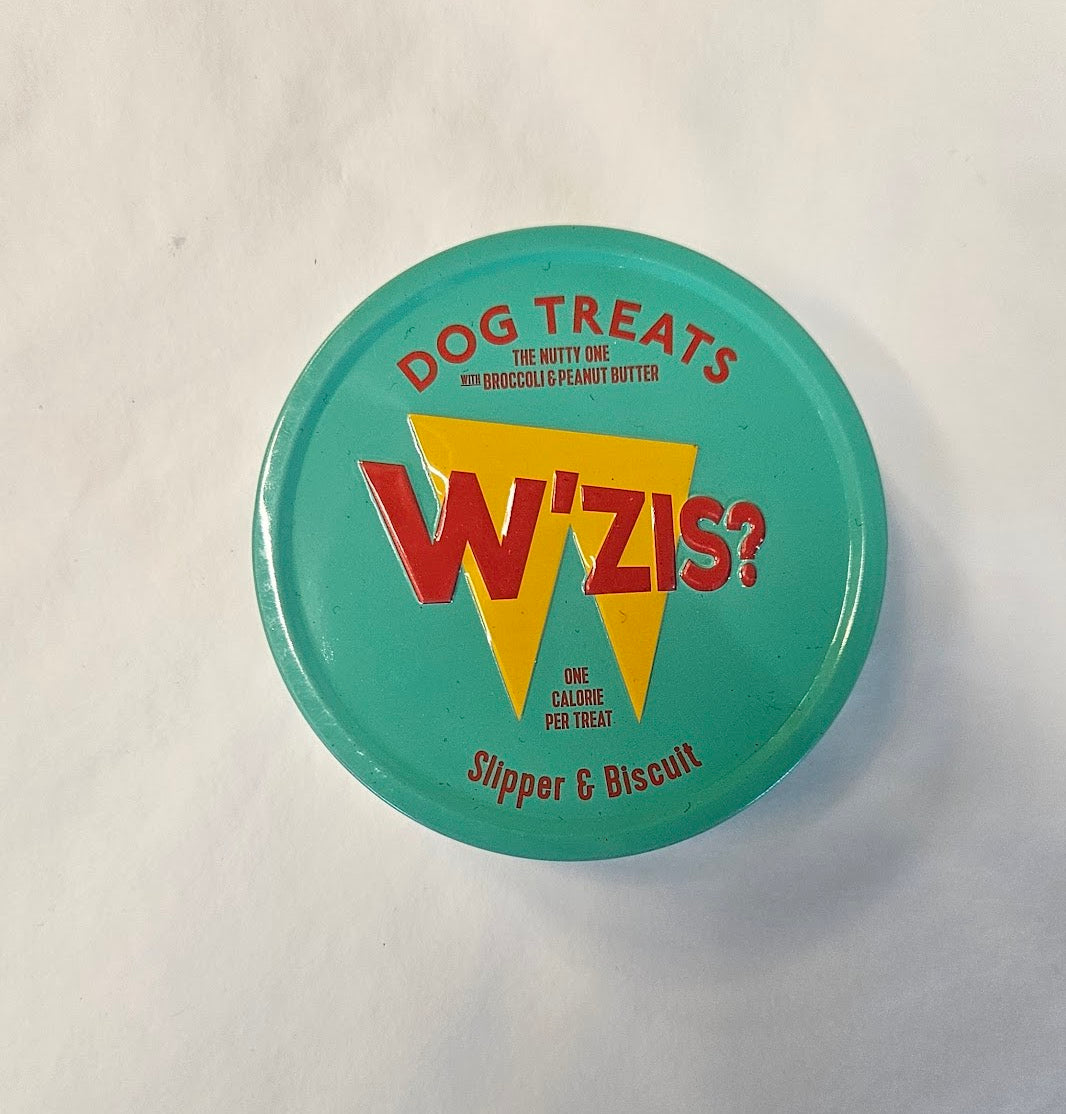 DOG TREATS
THE NUTTY ONE
WITH BROCCOLI & PEANUT BUTTER
W'ZIS?
ONE
CALORIE
PER TREAT
Slipper & Biscuit